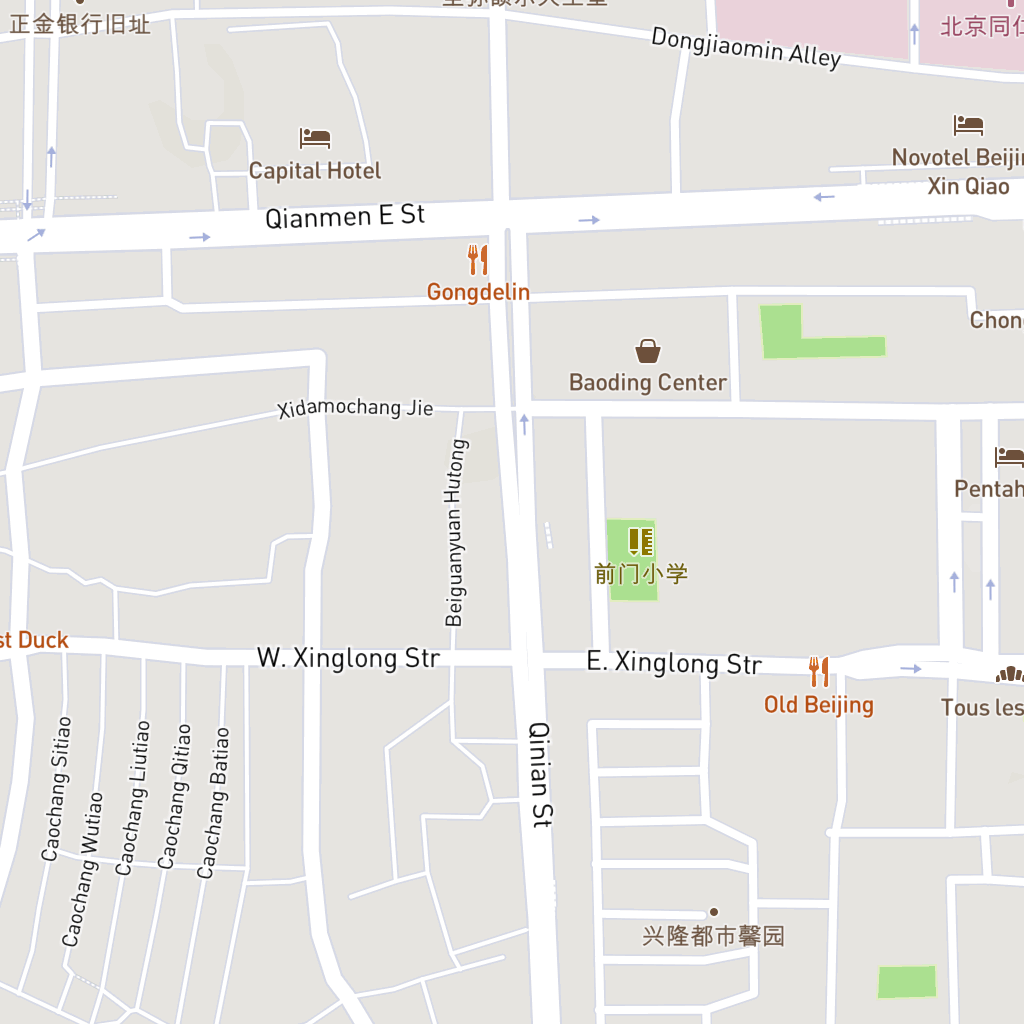 正金银行旧址
Dongjiaomin Alley
北京同仁
Capital Hotel
Novotel Beijin
Xin Qiao
Qianmen E St
Gongdelin
Chong
Baoding Center
Xidamochang Jie
Beiguanyuan Hutong
Pentah
前门小学
st Duck
W. Xinglong Str
E. Xinglong Str
Old Beijing
Tous les
Qinian St
Caochang Sitiao
Caochang Wutiao
Caochang Liutiao
Caochang Qitiao
Caochang Batiao
兴隆都市馨园